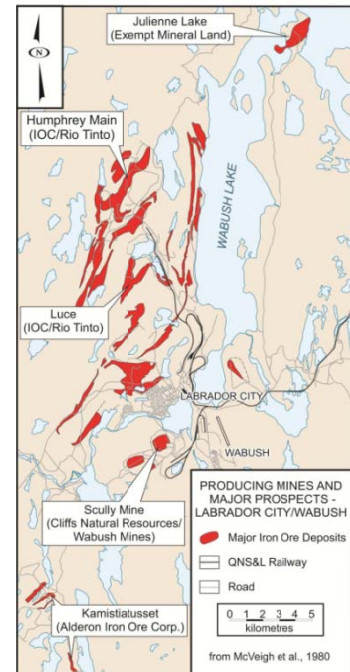 Julienne Lake
(Exempt Mineral Land)
N
Humphrey Main
(IOC/Rio Tinto)
WABUSH LAKE
Luce
(IOC/Rio Tinto)
LABRADOR CITY
WABUSH
Scully Mine
(Cliffs Natural Resources/
Wabush Mines)
Kamistialusset
(Alderon Iron Ore Corp.)
PRODUCING MINES AND
MAJOR PROSPECTS -
LABRADOR CITY/WABUSH
Major Iron Ore Deposits
QNS&L Railway
Road
0 1 2 3 4 5
kilometres
from McVeigh et al., 1980